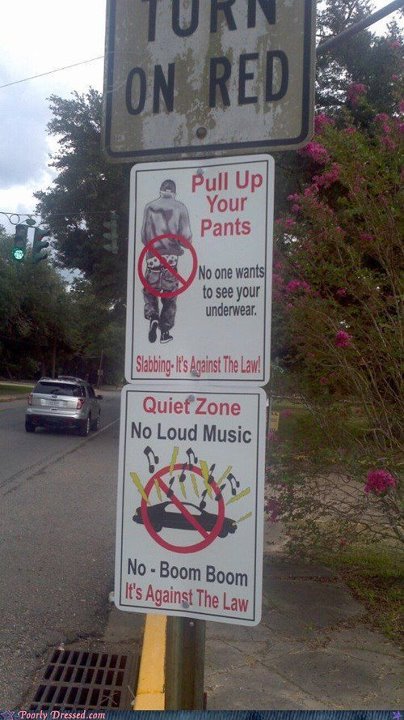 TURN
ON RED
Pull Up
Your
Pants
No one wants
to see your
underwear.
Slabbing- It's Against The Law!
Quiet Zone
No Loud Music
No - Boom Boom
It's Against The Law
Poorly Dressed.com